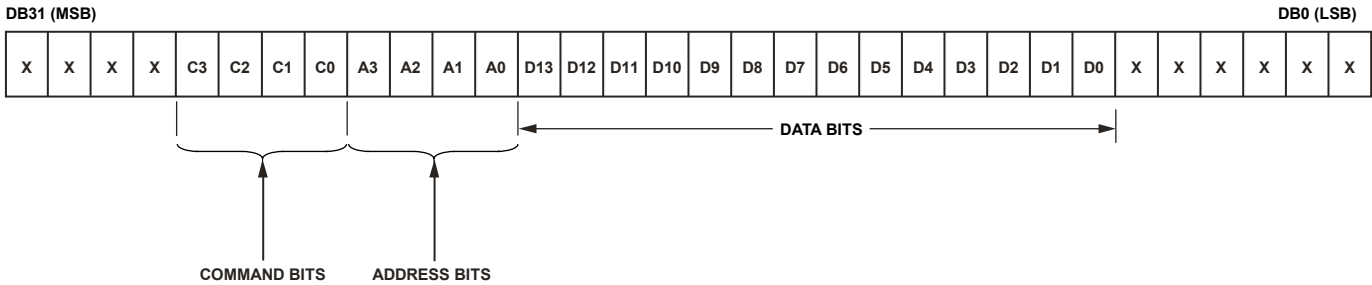 DB31 (MSB) DB0 (LSB)
X X X X C3 C2 C1 C0 A3 A2 A1 A0 D13 D12 D11 D10 D9 D8 D7 D6 D5 D4 D3 D2 D1 D0 X X X X X X
DATA BITS
COMMAND BITS ADDRESS BITS